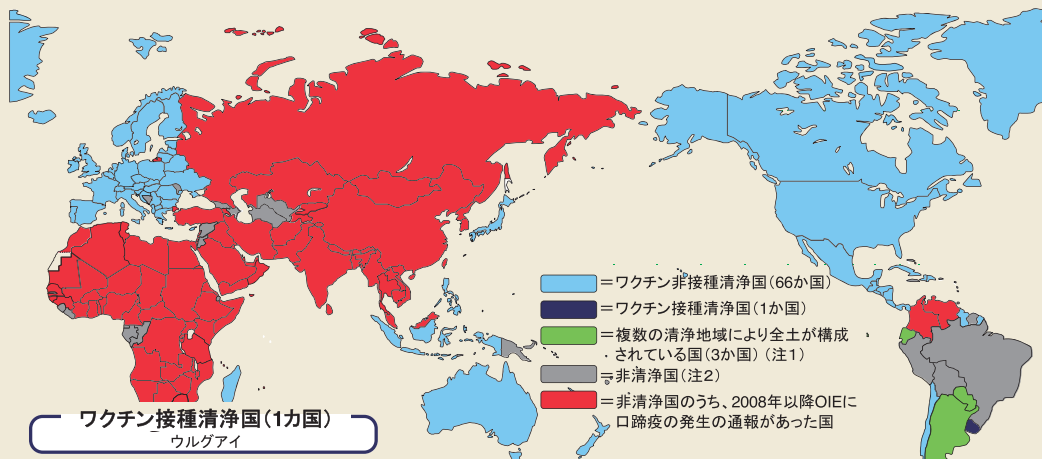 ＝ワクチン非接種清浄国（66か国）
＝ワクチン接種清浄国（1か国）
＝複数の清浄地域により全土が構成
されている国（3か国）（注１）
＝非清浄国（注２）
＝非清浄国のうち、2008年以降OIEに
口蹄疫の発生の通報があった国
ワクチン接種清浄国（1カ国）
ウルグアイ